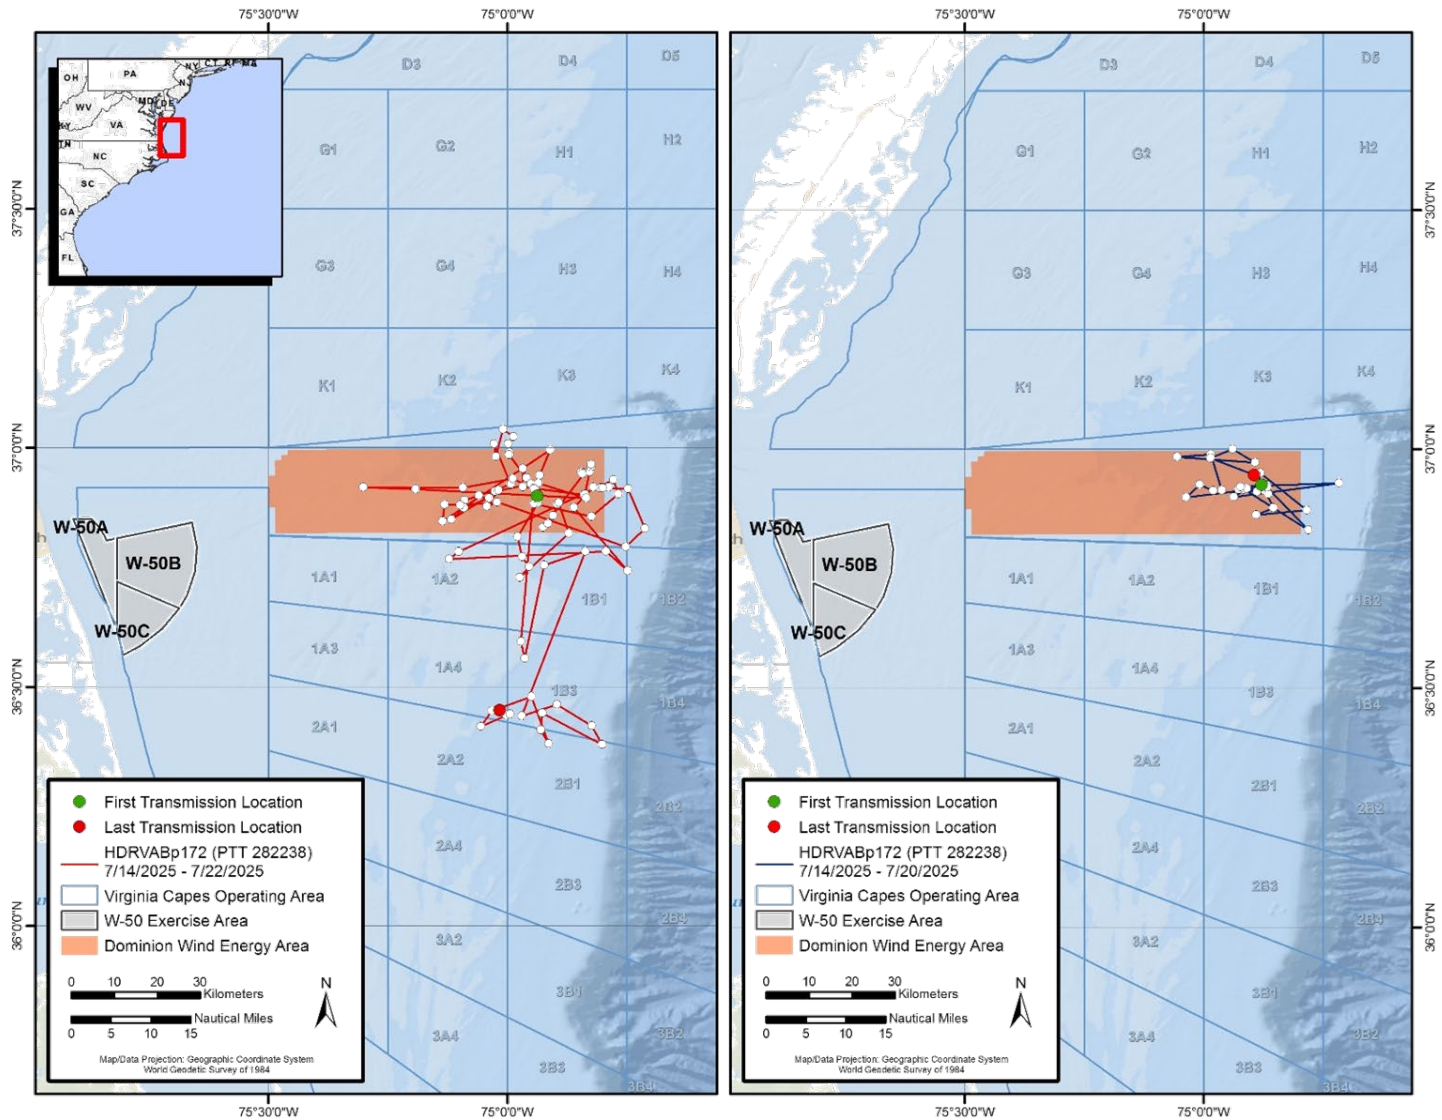 75°30'0"W
75°0'0"W
75°30'0"W
75°0'0"W
OH
PA
NY
CT
MA
WV
MD
DE
VA
KY
TN
NC
SC
GA
FL
D3
D4
D5
G1
G2
H1
H2
G3
G4
H3
H4
K1
K2
K3
K4
W-50A
W-50B
W-50C
1A1
1A2
1B1
1B2
1A3
1A4
1B3
1B4
2A1
2A2
2B1
2B2
2A4
2B3
2B4
3A2
3B1
3A4
3B2
3B3
3B4
37°30'0"N
37°0'0"N
36°30'0"N
36°0'0"N
First Transmission Location
Last Transmission Location
HDRVABp172 (PTT 282238)
7/14/2025 - 7/22/2025
Virginia Capes Operating Area
W-50 Exercise Area
Dominion Wind Energy Area
0 10 20 30
Kilometers
Nautical Miles
0 5 10 15
N
Map/Data Projection: Geographic Coordinate System
World Geodetic Survey of 1984
D3
D4
D5
G1
G2
H1
H2
G3
G4
H3
H4
K1
K2
K3
K4
W-50A
W-50B
W-50C
1A1
1A2
1B1
1B2
1A3
1A4
1B3
1B4
2A1
2A2
2B1
2B2
2A4
2B3
2B4
3A2
3B1
3A4
3B2
3B3
3B4
37°30'0"N
37°0'0"N
36°30'0"N
36°0'0"N
First Transmission Location
Last Transmission Location
HDRVABp172 (PTT 282238)
7/14/2025 - 7/20/2025
Virginia Capes Operating Area
W-50 Exercise Area
Dominion Wind Energy Area
0 10 20 30
Kilometers
Nautical Miles
0 5 10 15
N
Map/Data Projection: Geographic Coordinate System
World Geodetic Survey of 1984
75°30'0"W
75°0'0"W
75°30'0"W
75°0'0"W